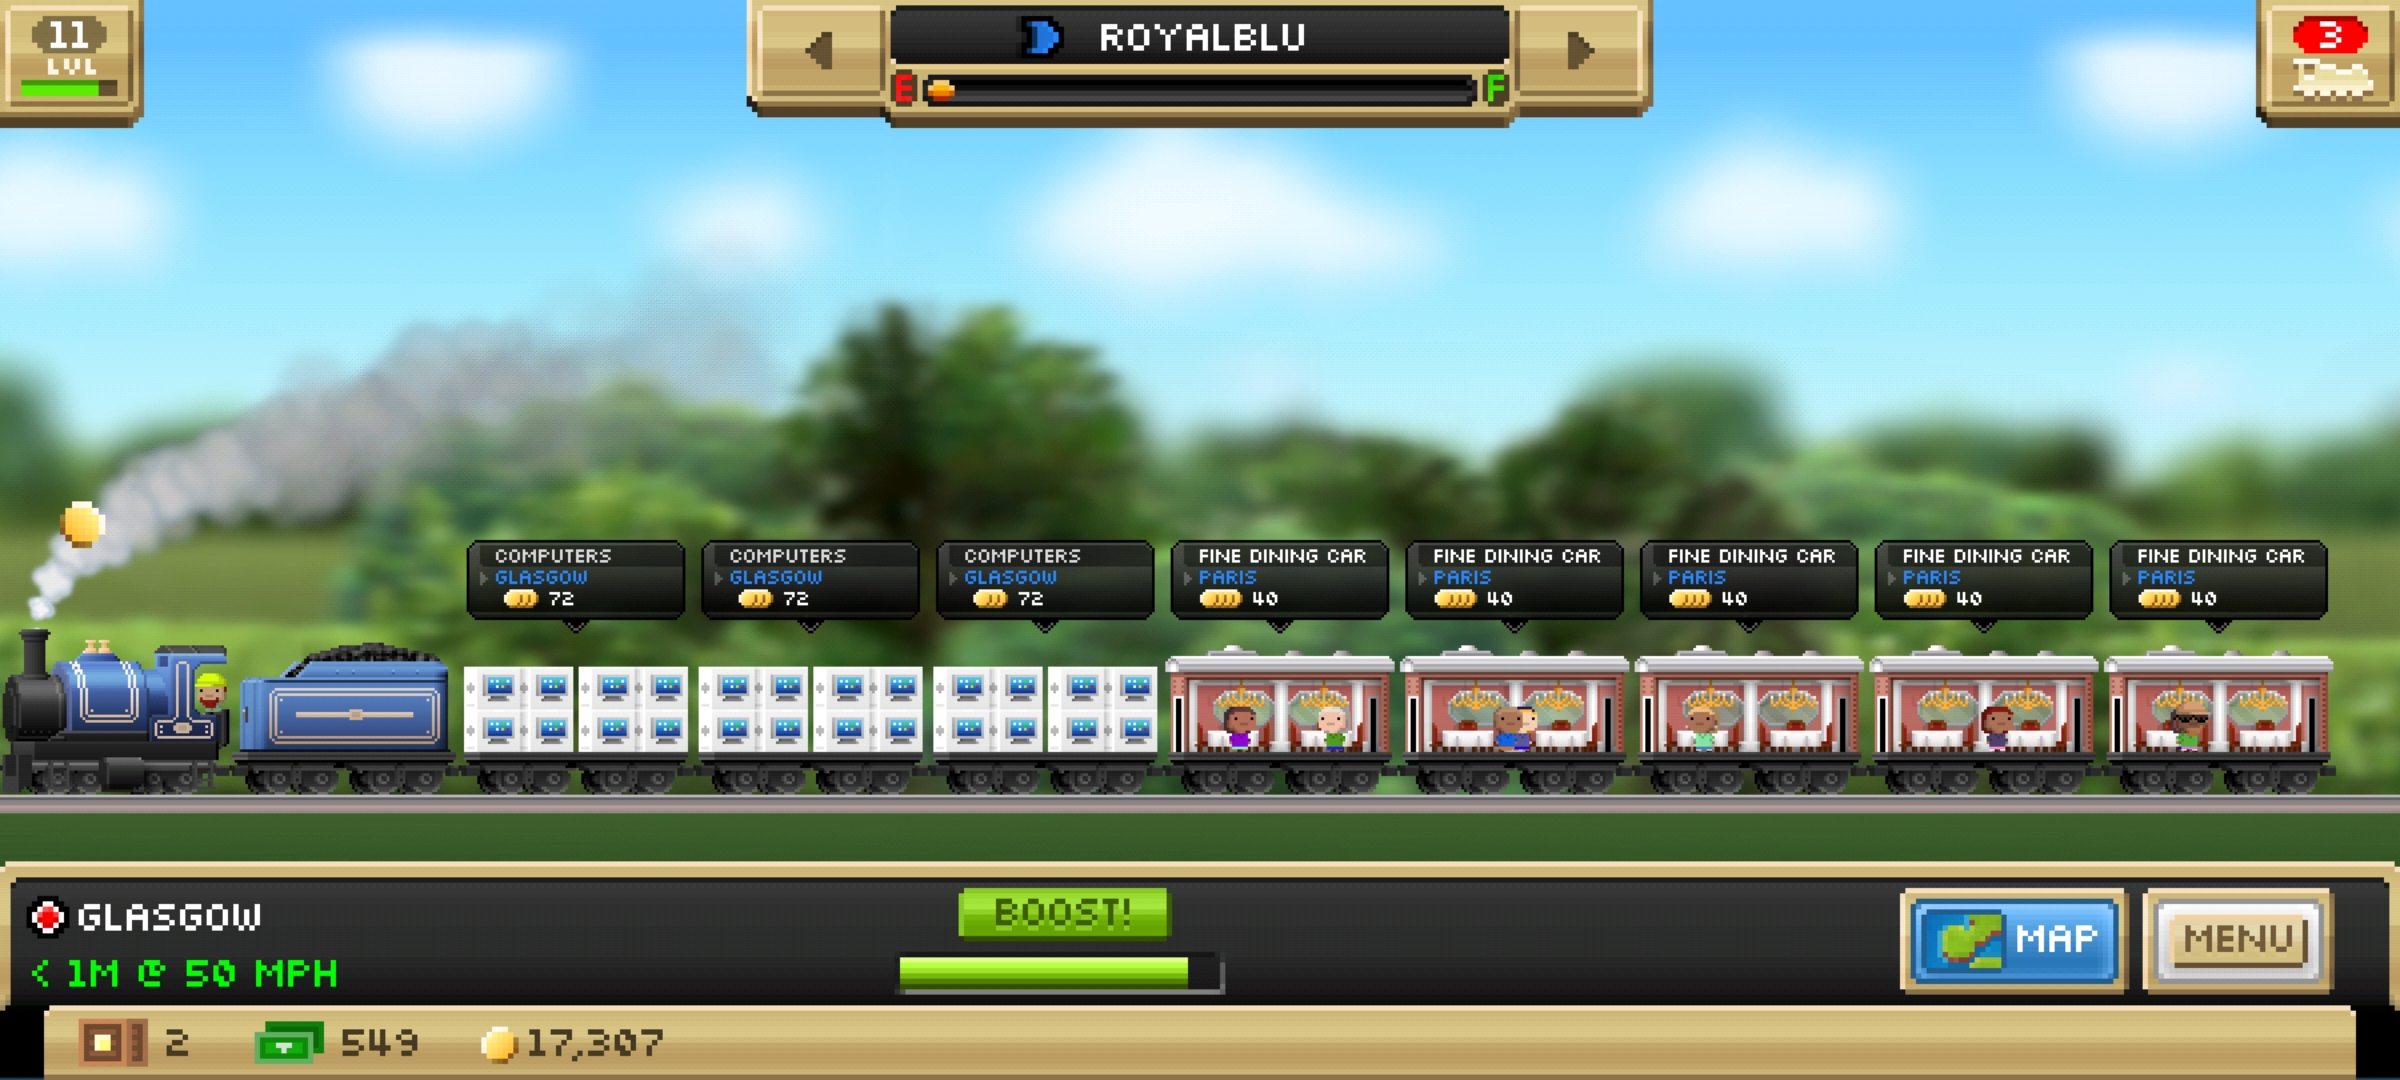 11
LVL
ROYALBLU
E F
3
COMPUTERS
GLASGOW
72
COMPUTERS
GLASGOW
72
COMPUTERS
GLASGOW
72
FINE DINING CAR
PARIS
40
FINE DINING CAR
PARIS
40
FINE DINING CAR
PARIS
40
FINE DINING CAR
PARIS
40
FINE DINING CAR
PARIS
40
GLASGOW
< 1M @ 50 MPH
BOOST!
MAP
MENU
2
549
17,307